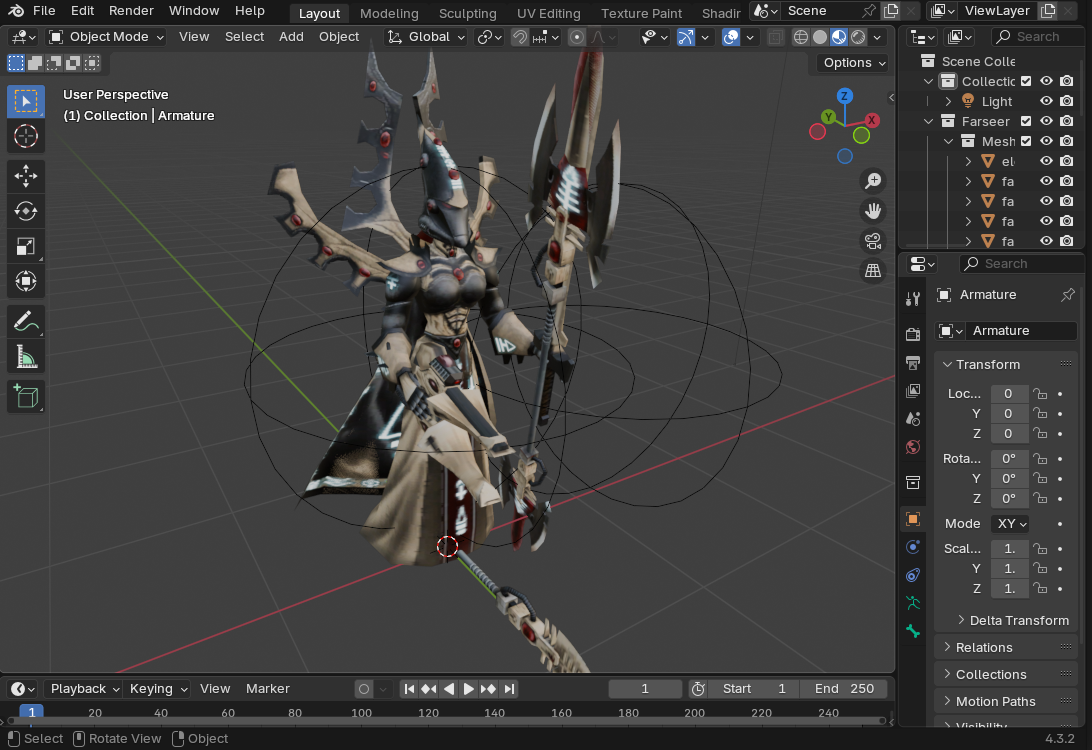 File Edit Render Window Help Layout Modeling Sculpting UV Editing Texture Paint Shadir Scene ViewLayer
Object Mode View Select Add Object Global Search
Options
User Perspective
(1) Collection | Armature
Z
Y
X
Scene Colle
Collectic
Light
Farseer
Mesh
el
fa
fa
fa
fa
Search
Armature
Armature
Transform
Loc... 0
Y 0
Z 0
Rota... 0°
Y 0°
Z 0°
Mode XY
Scal... 1.
Y 1.
Z 1.
Delta Transform
Relations
Collections
Motion Paths
Visibility
Playback Keying View Marker 1 Start 1 End 250
1 20 40 60 80 100 120 140 160 180 200 220 240
Select Rotate View Object 4.3.2